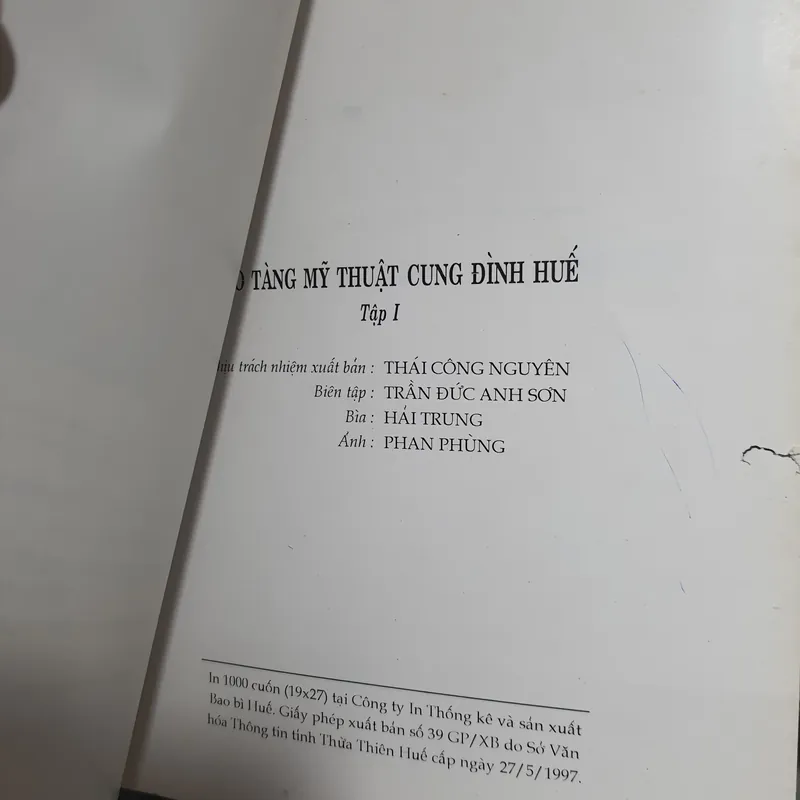 TÀNG MỸ THUẬT CUNG ĐÌNH HUẾ
Tập I
trách nhiệm xuất bản : THÁI CÔNG NGUYÊN
Biên tập : TRẦN ĐỨC ANH SƠN
Bìa : HẢI TRUNG
Ảnh : PHAN PHÙNG
In 1000 cuốn (19x27) tại Công ty In Thống kê và sản xuất
Bao bì Huế. Giấy phép xuất bản số 39 GP/XB do Sở Văn
hóa Thông tin tỉnh Thừa Thiên Huế cấp ngày 27/5/1997.